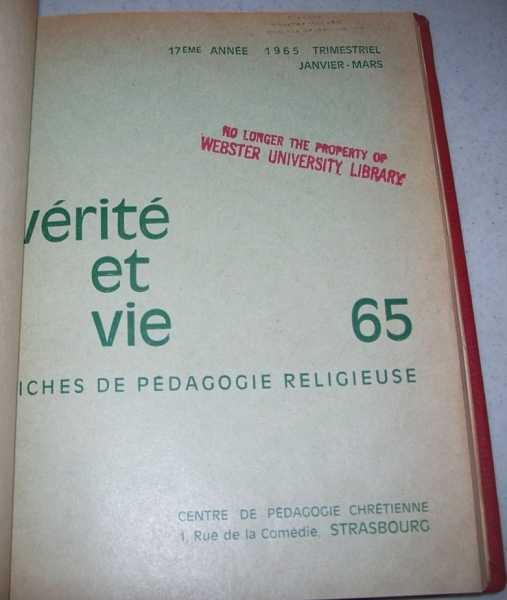 17ÈME ANNÉE 1965 TRIMESTRIEL
JANVIER-MARS
NO LONGER THE PROPERTY OF
WEBSTER UNIVERSITY LIBRARY
vérité
et
vie 65
ICHES DE PÉDAGOGIE RELIGIEUSE
CENTRE DE PÉDAGOGIE CHRÉTIENNE
1, Rue de la Comédie, STRASBOURG